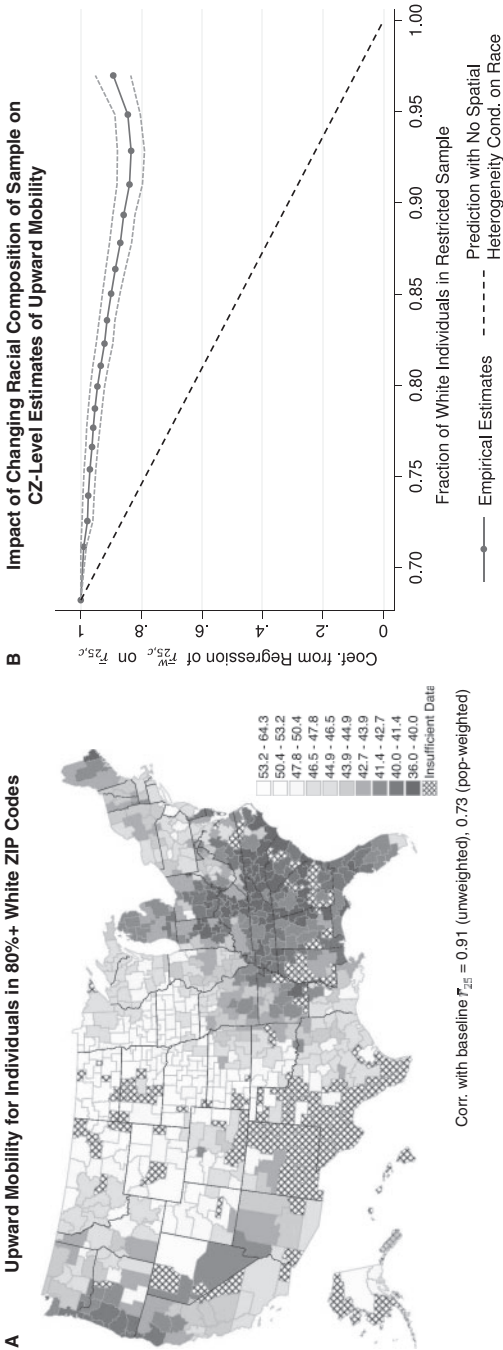 A
Upward Mobility for Individuals in 80%+ White ZIP Codes
53.2 - 64.3
50.4 - 53.2
47.8 - 50.4
46.5 - 47.8
44.9 - 46.5
43.9 - 44.9
42.7 - 43.9
41.4 - 42.7
40.0 - 41.4
36.0 - 40.0
Insufficient Data
Corr. with baseline r̄25 = 0.91 (unweighted), 0.73 (pop-weighted)
B
Impact of Changing Racial Composition of Sample on
CZ-Level Estimates of Upward Mobility
Coef. from Regression of r̄ʷ25,c on r̄25,c
1
.8
.6
.4
.2
0
0.70
0.75
0.80
0.85
0.90
0.95
1.00
Fraction of White Individuals in Restricted Sample
Empirical Estimates
Prediction with No Spatial
Heterogeneity Cond. on Race